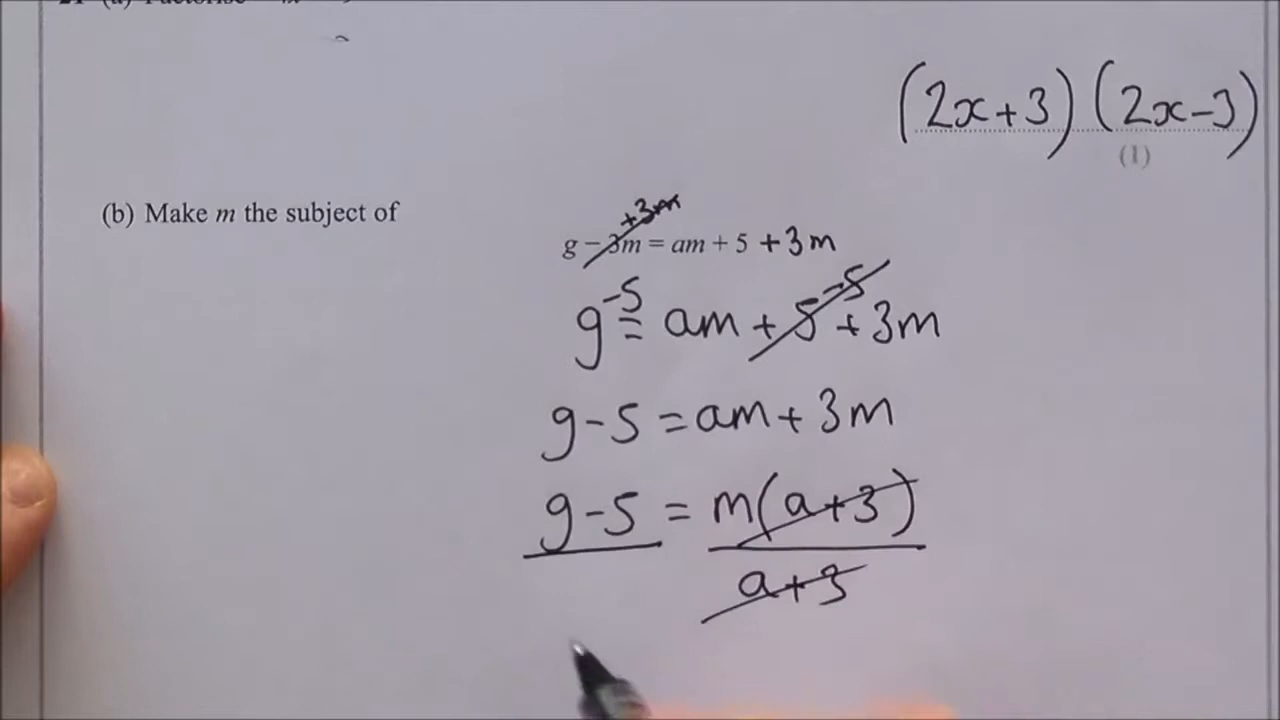 (2x+3) (2x-3)
(1)
(b) Make m the subject of
+3m
g − 3m = am + 5 +3m
g -5 = am + 5 -5 + 3m
g-5 = am + 3m
g-5 = m(a+3)
a+3